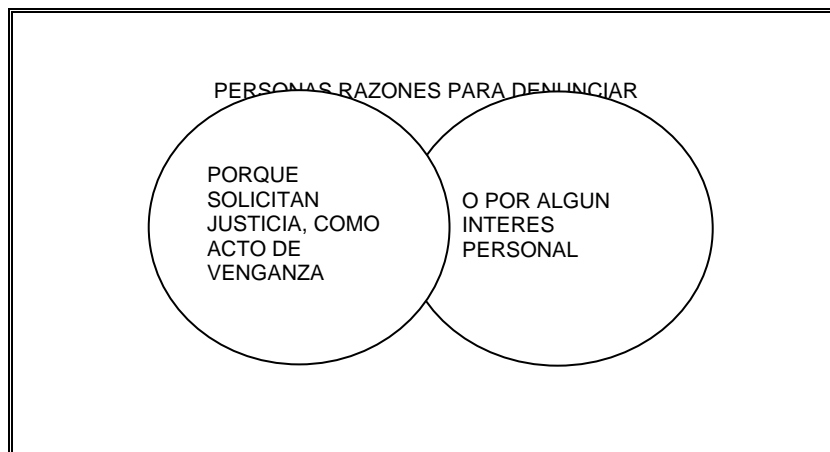 PERSONAS RAZONES PARA DENUNCIAR
PORQUE
SOLICITAN
JUSTICIA, COMO
ACTO DE
VENGANZA
O POR ALGUN
INTERES
PERSONAL